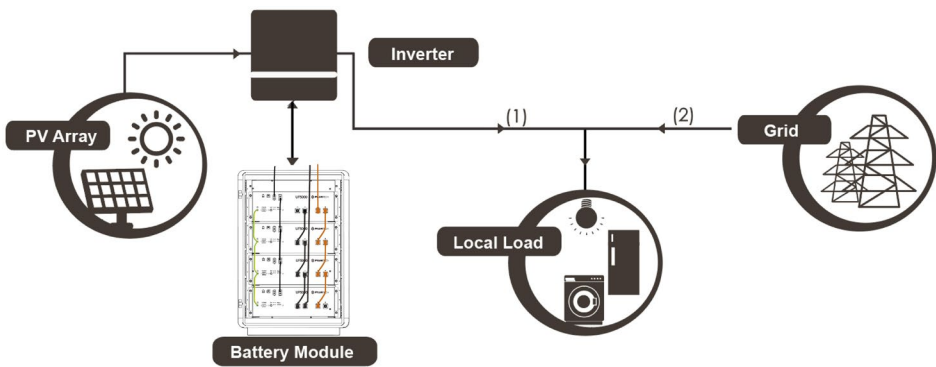 Inverter
(1)
(2)
PV Array
Grid
Local Load
Battery Module